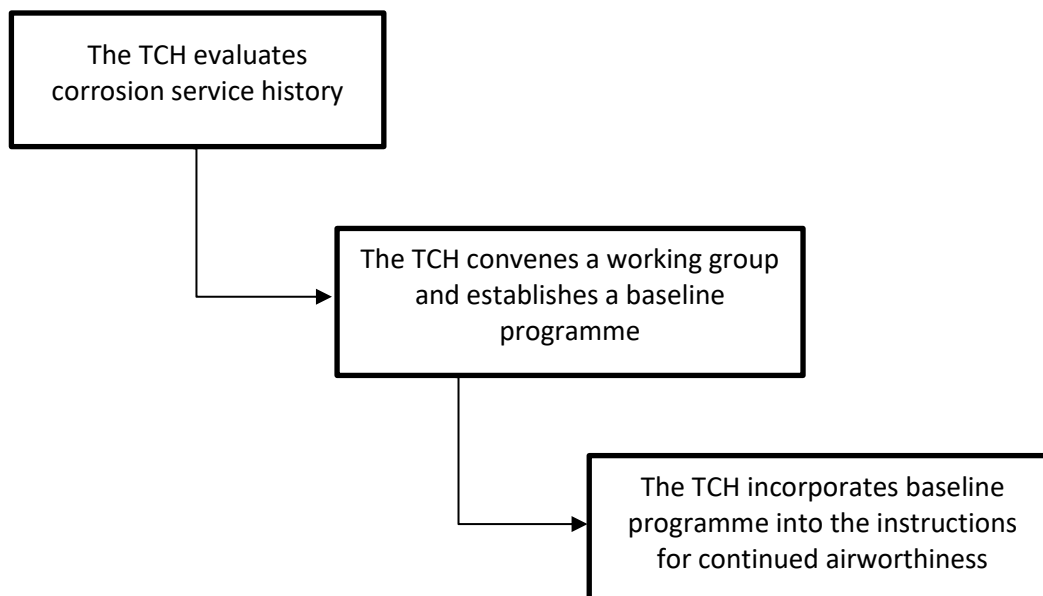 The TCH evaluates
corrosion service history
The TCH convenes a working group
and establishes a baseline
programme
The TCH incorporates baseline
programme into the instructions
for continued airworthiness